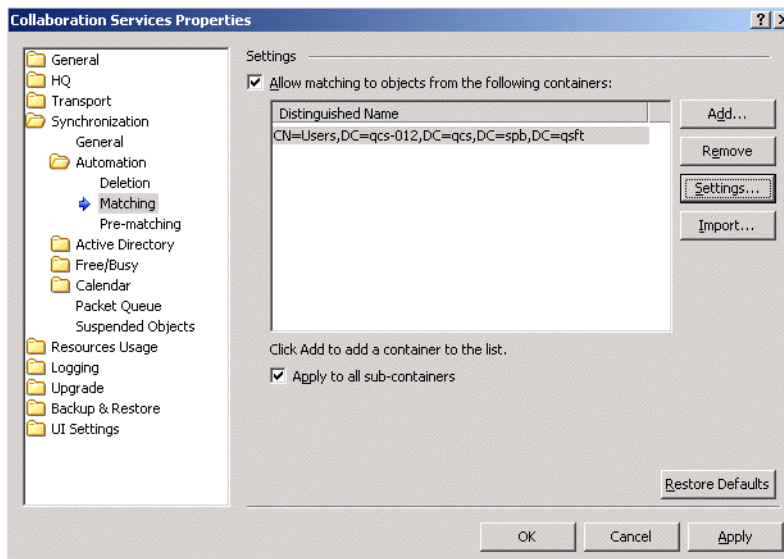 Collaboration Services Properties
General
HQ
Transport
Synchronization
General
Automation
Deletion
Matching
Pre-matching
Active Directory
Free/Busy
Calendar
Packet Queue
Suspended Objects
Resources Usage
Logging
Upgrade
Backup & Restore
UI Settings
Settings
Allow matching to objects from the following containers:
Distinguished Name
CN=Users,DC=qcs-012,DC=qcs,DC=spb,DC=qsft
Add...
Remove
Settings...
Import...
Click Add to add a container to the list.
Apply to all sub-containers
Restore Defaults
OK Cancel Apply